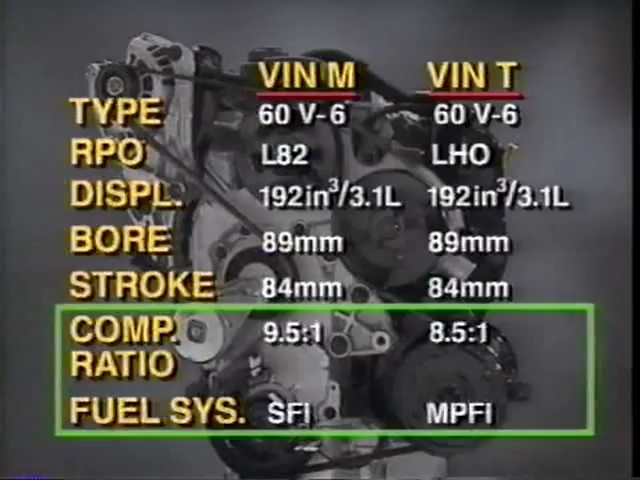 VIN M VIN T
TYPE 60 V-6 60 V-6
RPO L82 LHO
DISPL. 192in³/3.1L 192in³/3.1L
BORE 89mm 89mm
STROKE 84mm 84mm
COMP. 9.5:1 8.5:1
RATIO
FUEL SYS. SFI MPFI